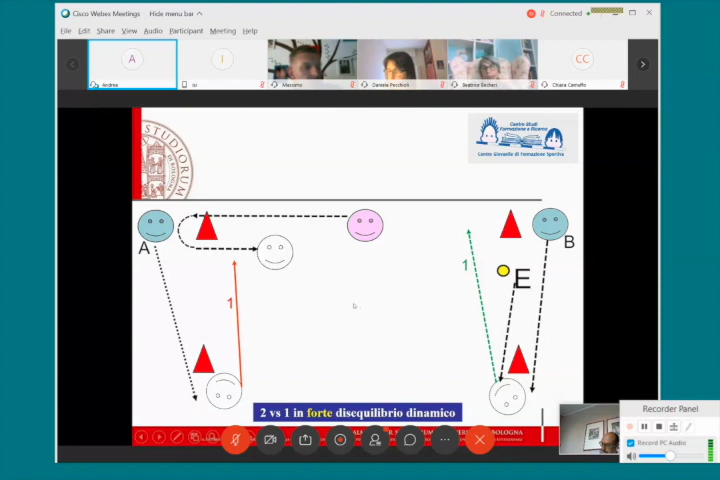 Cisco Webex Meetings
Hide menu bar
Connected
File Edit Share View Audio Participant Meeting Help
A
I
CC
Andrea
isi
Massimo
Daniela Pecchioli
Beatrice Becheri
Chiara Camuffo
Centro Studi
Formazione e Ricerca
Centro Giovanile di Formazione Sportiva
A
B
1
1
E
2 vs 1 in forte disequilibrio dinamico
Recorder Panel
Record PC Audio